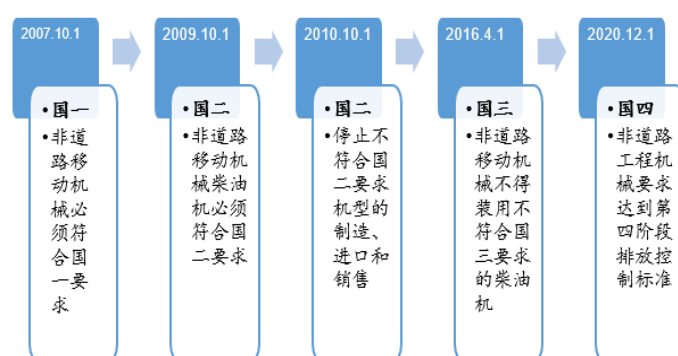 2007.10.1
•国一
•非道
路移
动机
械必
须符
合国
一要
求
2009.10.1
•国二
•非道路
移动机
械柴油
机必须
符合国
二要求
2010.10.1
•国二
•停止不
符合国
二要求
机型的
制造、
进口和
销售
2016.4.1
•国三
•非道路
移动机
械不得
装用不
符合国
三要求
的柴油
机
2020.12.1
•国四
•非道路
工程机
械要求
达到第
四阶段
排放控
制标准